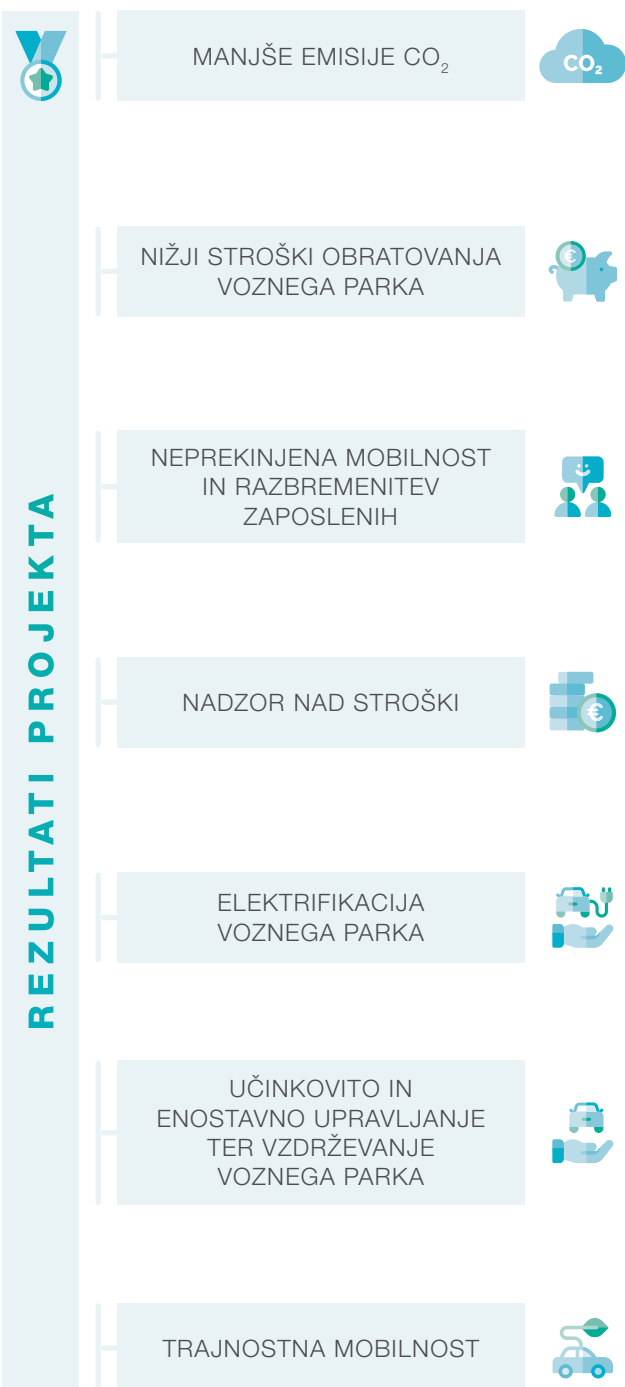 REZULTATI PROJEKTA
MANJŠE EMISIJE CO₂
CO₂
NIŽJI STROŠKI OBRATOVANJA
VOZNEGA PARKA
€
NEPREKINJENA MOBILNOST
IN RAZBREMENITEV
ZAPOSLENIH
NADZOR NAD STROŠKI
€
ELEKTRIFIKACIJA
VOZNEGA PARKA
UČINKOVITO IN
ENOSTAVNO UPRAVLJANJE
TER VZDRŽEVANJE
VOZNEGA PARKA
TRAJNOSTNA MOBILNOST